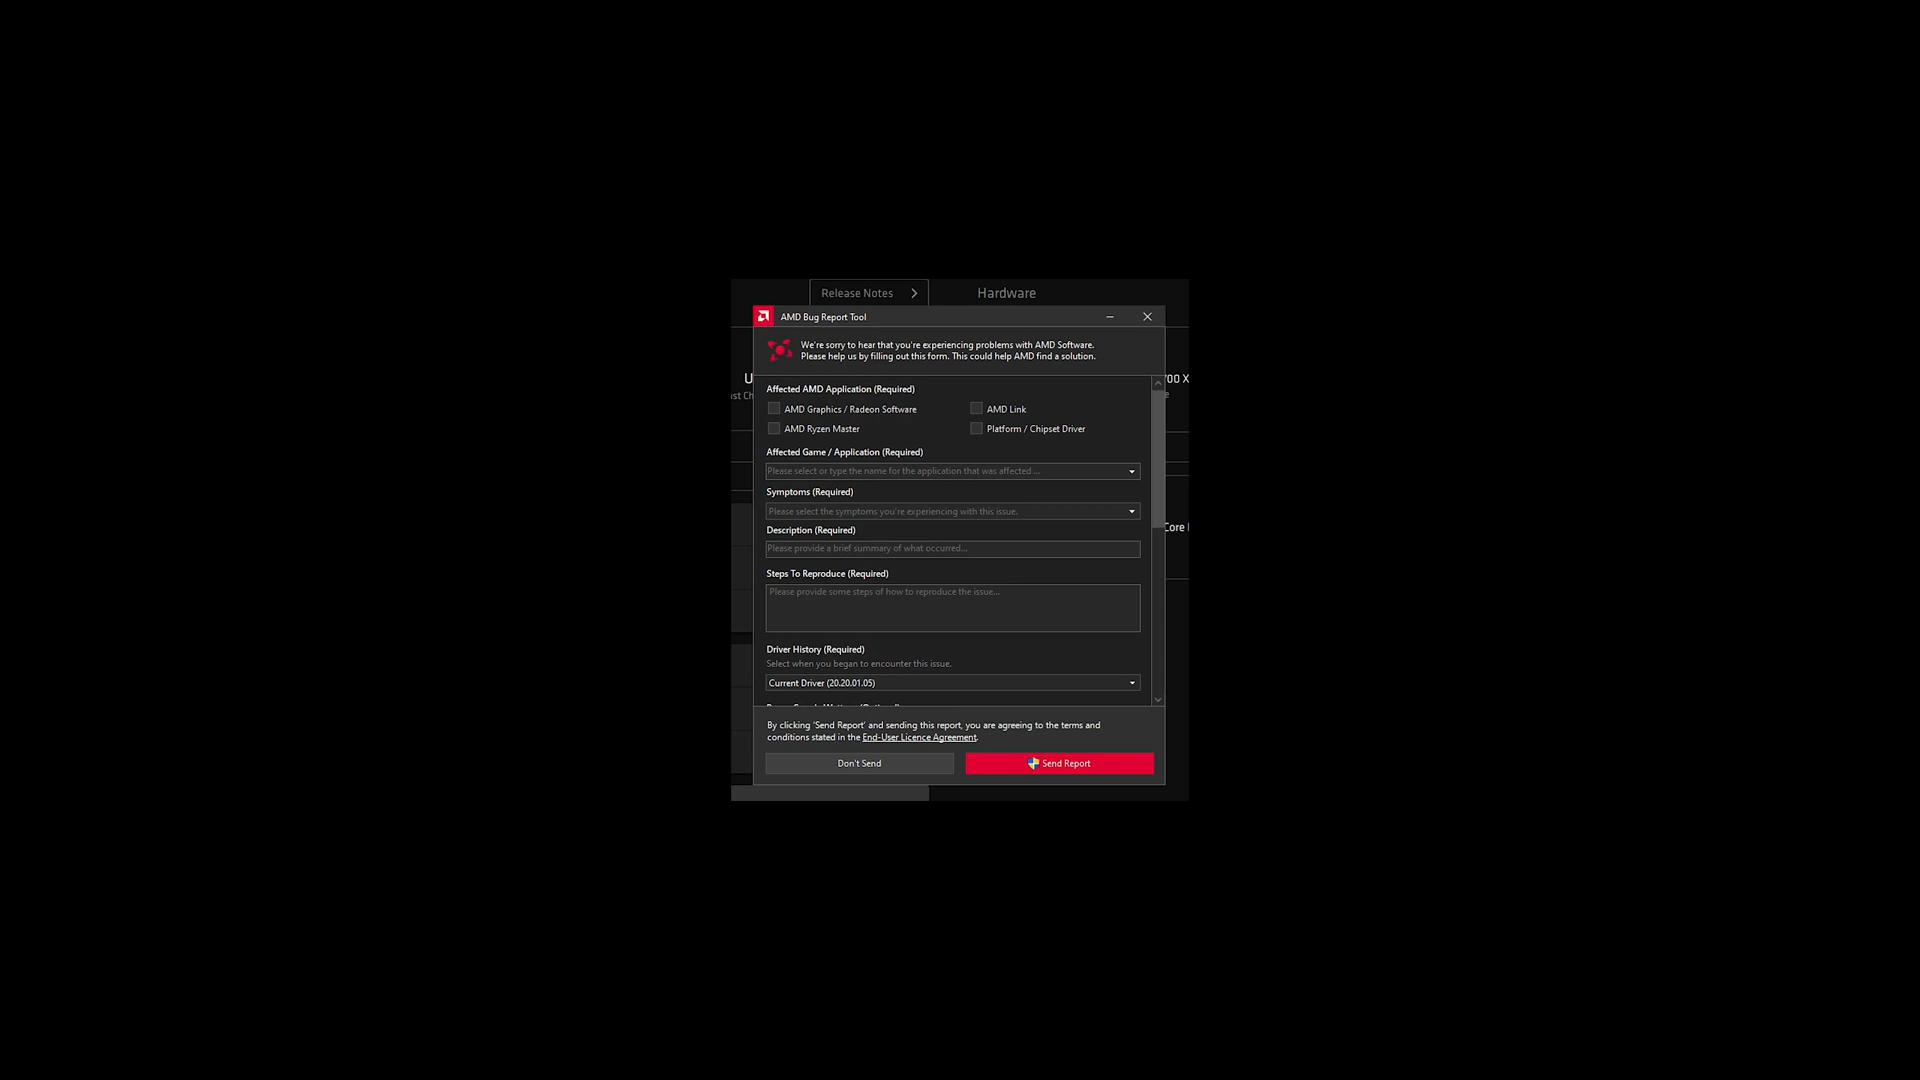 Release Notes
Hardware
AMD Bug Report Tool
We're sorry to hear that you're experiencing problems with AMD Software.
Please help us by filling out this form. This could help AMD find a solution.
Affected AMD Application (Required)
AMD Graphics / Radeon Software
AMD Link
AMD Ryzen Master
Platform / Chipset Driver
Affected Game / Application (Required)
Please select or type the name for the application that was affected ...
Symptoms (Required)
Please select the symptoms you're experiencing with this issue.
Core
Description (Required)
Please provide a brief summary of what occurred...
Steps To Reproduce (Required)
Please provide some steps of how to reproduce the issue...
Driver History (Required)
Select when you began to encounter this issue.
Current Driver (20.20.01.05)
By clicking 'Send Report' and sending this report, you are agreeing to the terms and
conditions stated in the End-User Licence Agreement.
Don't Send
Send Report